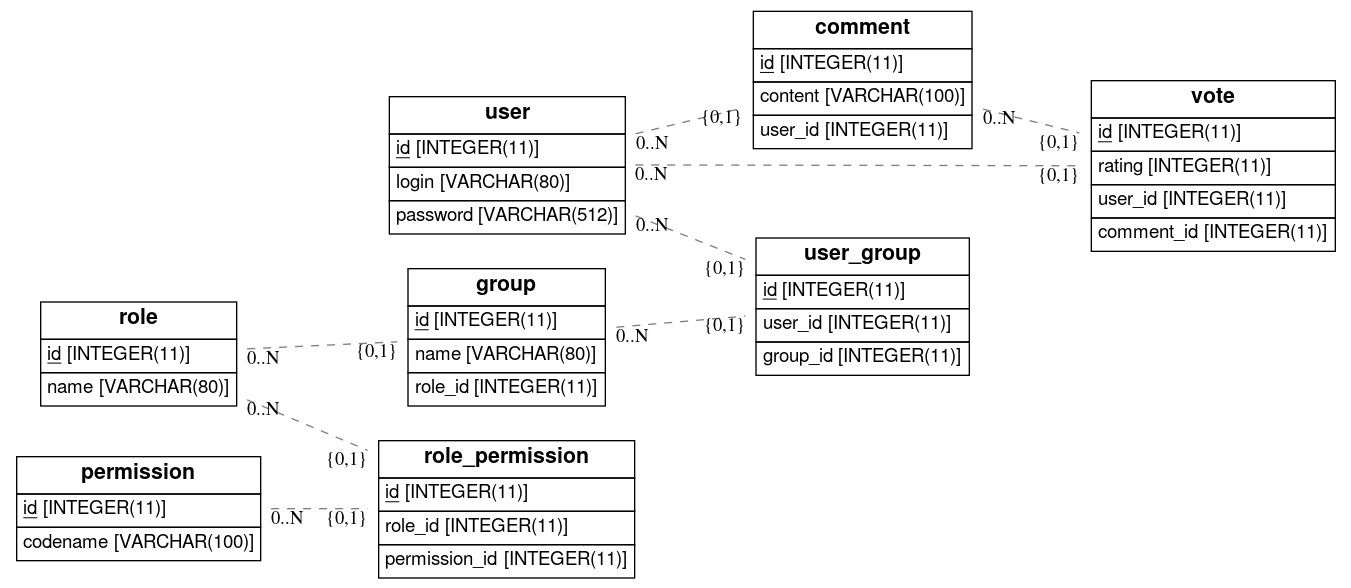 comment
id [INTEGER(11)]
content [VARCHAR(100)]
user_id [INTEGER(11)]
vote
id [INTEGER(11)]
rating [INTEGER(11)]
user_id [INTEGER(11)]
comment_id [INTEGER(11)]
user
id [INTEGER(11)]
login [VARCHAR(80)]
password [VARCHAR(512)]
0..N
{0,1}
0..N
{0,1}
0..N
{0,1}
0..N
{0,1}
user_group
id [INTEGER(11)]
user_id [INTEGER(11)]
group_id [INTEGER(11)]
group
id [INTEGER(11)]
name [VARCHAR(80)]
role_id [INTEGER(11)]
0..N
{0,1}
role
id [INTEGER(11)]
name [VARCHAR(80)]
0..N
{0,1}
0..N
{0,1}
role_permission
id [INTEGER(11)]
role_id [INTEGER(11)]
permission_id [INTEGER(11)]
permission
id [INTEGER(11)]
codename [VARCHAR(100)]
0..N
{0,1}